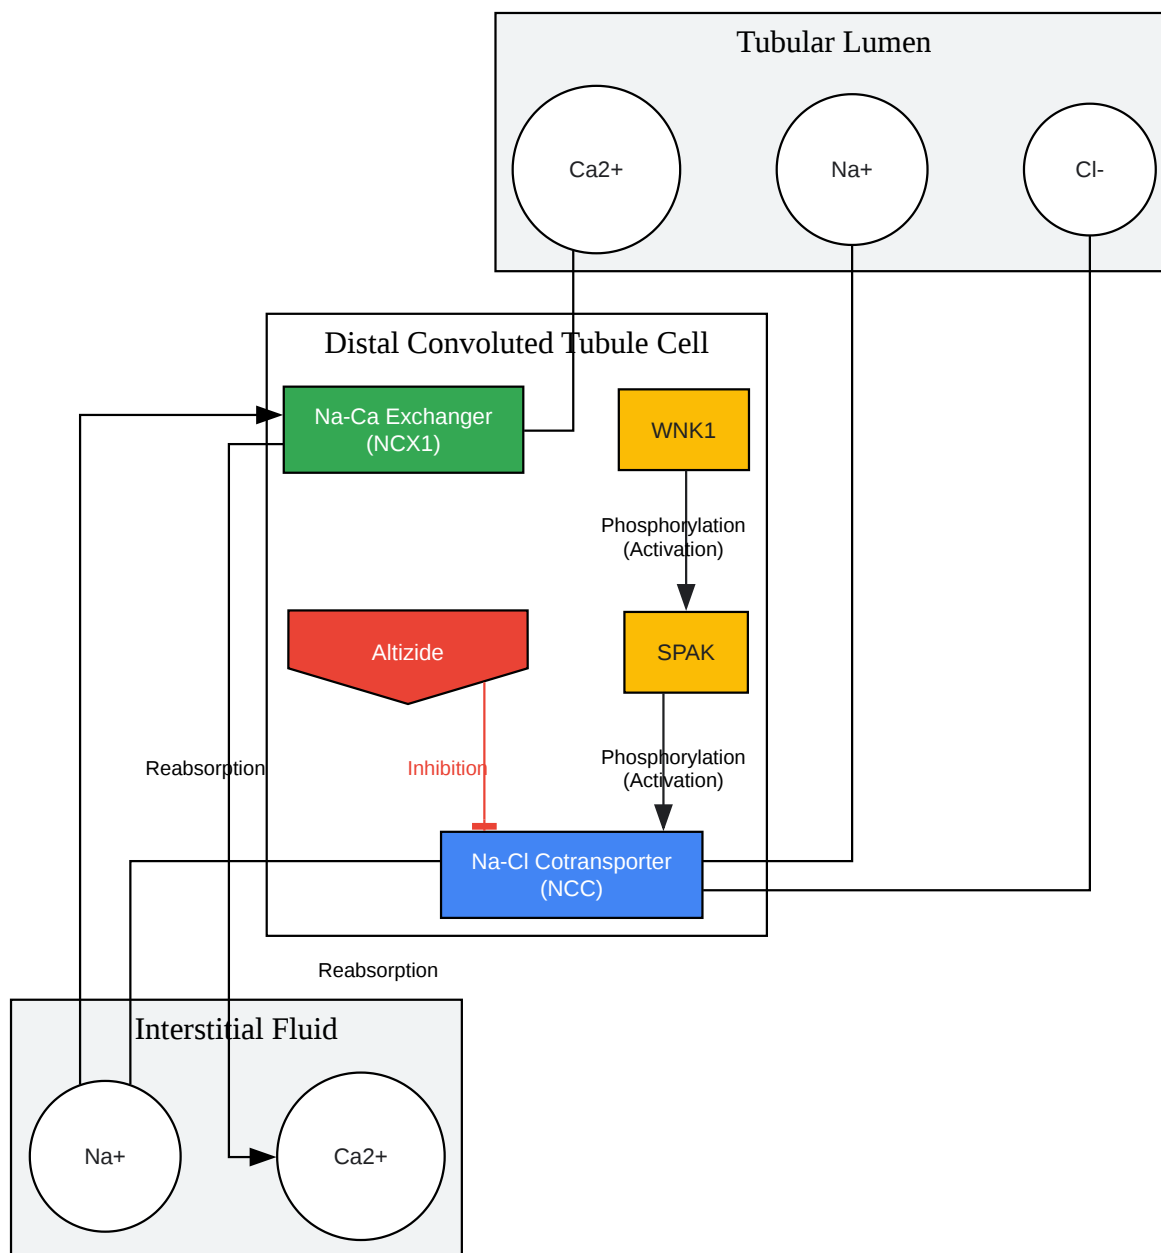 Tubular Lumen
Ca2+
Na+
Cl-
Distal Convoluted Tubule Cell
Na-Ca Exchanger
(NCX1)
WNK1
Phosphorylation
(Activation)
Altizide
SPAK
Reabsorption
Inhibition
Phosphorylation
(Activation)
Na-Cl Cotransporter
(NCC)
Reabsorption
Interstitial Fluid
Na+
Ca2+